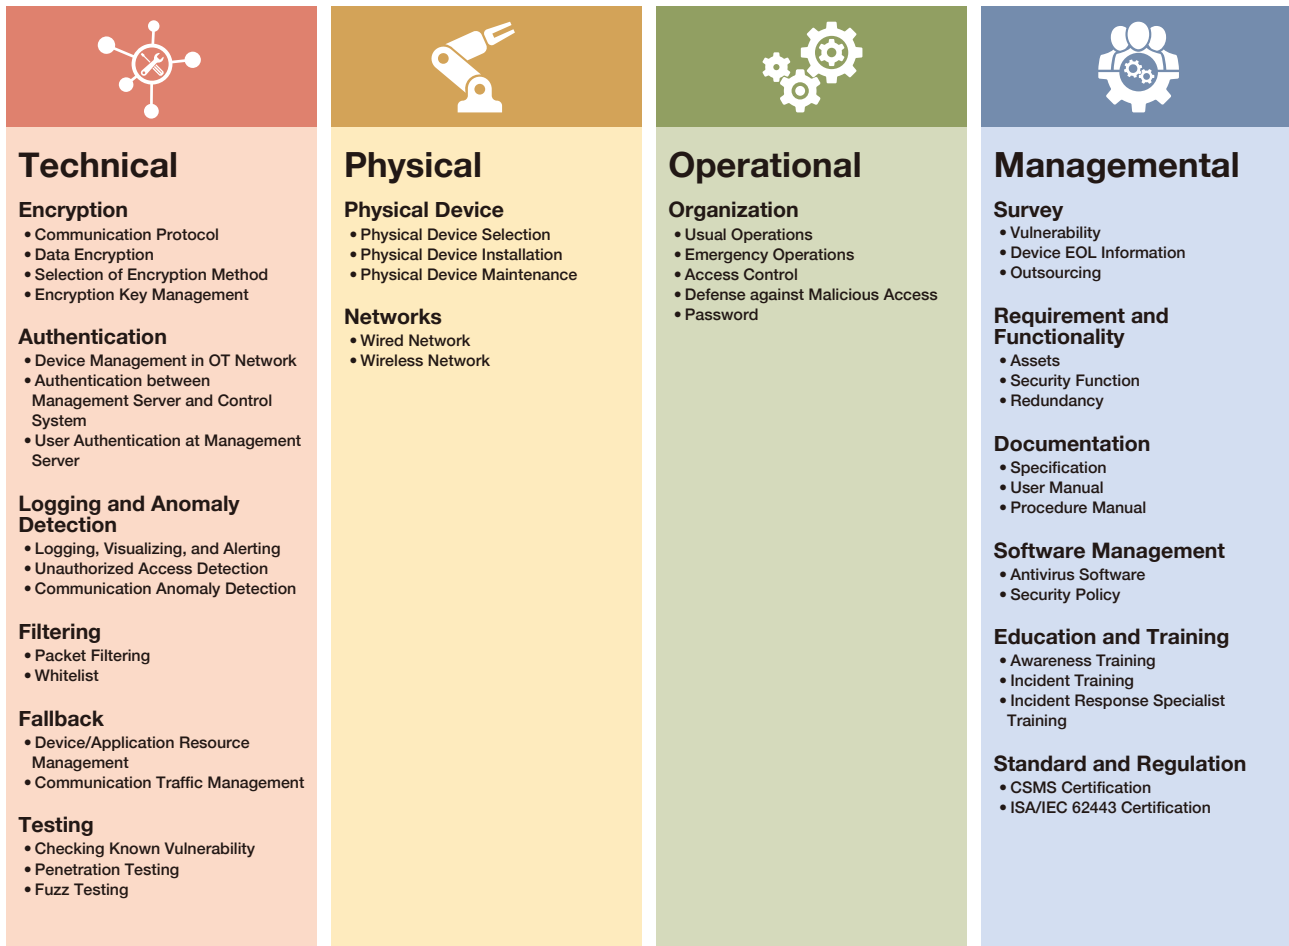 Technical
Encryption
• Communication Protocol
• Data Encryption
• Selection of Encryption Method
• Encryption Key Management
Authentication
• Device Management in OT Network
• Authentication between
Management Server and Control
System
• User Authentication at Management
Server
Logging and Anomaly
Detection
• Logging, Visualizing, and Alerting
• Unauthorized Access Detection
• Communication Anomaly Detection
Filtering
• Packet Filtering
• Whitelist
Fallback
• Device/Application Resource
Management
• Communication Traffic Management
Testing
• Checking Known Vulnerability
• Penetration Testing
• Fuzz Testing
Physical
Physical Device
• Physical Device Selection
• Physical Device Installation
• Physical Device Maintenance
Networks
• Wired Network
• Wireless Network
Operational
Organization
• Usual Operations
• Emergency Operations
• Access Control
• Defense against Malicious Access
• Password
Managemental
Survey
• Vulnerability
• Device EOL Information
• Outsourcing
Requirement and
Functionality
• Assets
• Security Function
• Redundancy
Documentation
• Specification
• User Manual
• Procedure Manual
Software Management
• Antivirus Software
• Security Policy
Education and Training
• Awareness Training
• Incident Training
• Incident Response Specialist
Training
Standard and Regulation
• CSMS Certification
• ISA/IEC 62443 Certification